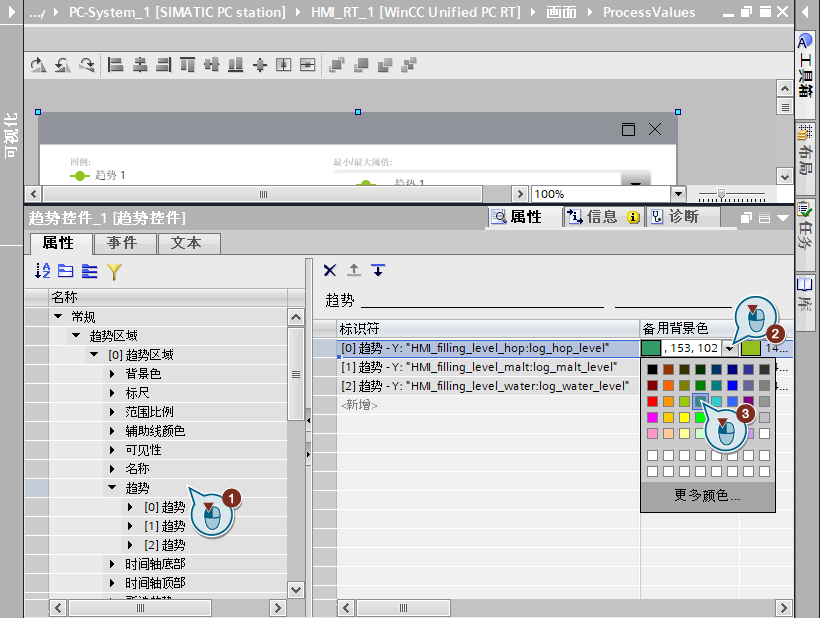 .../ ▸ PC-System_1 [SIMATIC PC station] ▸ HMI_RT_1 [WinCC Unified PC RT] ▸ 画面 ▸ ProcessValues
工具箱
布局
任务
库
可视化
图例:
趋势 1
最小/最大阈值:
趋势 1
100%
趋势控件_1 [趋势控件]
属性
信息
诊断
属性
事件
文本
名称
常规
趋势区域
[0] 趋势区域
背景色
标尺
范围比例
辅助线颜色
可见性
名称
趋势
[0] 趋势
[1] 趋势
[2] 趋势
时间轴底部
时间轴顶部
趋势
标识符
备用背景色
[0] 趋势 - Y: "HMI_filling_level_hop:log_hop_level"
, 153, 102
14...
[1] 趋势 - Y: "HMI_filling_level_malt:log_malt_level"
4...
[2] 趋势 - Y: "HMI_filling_level_water:log_water_level"
4...
<新增>
更多颜色...
1
2
3